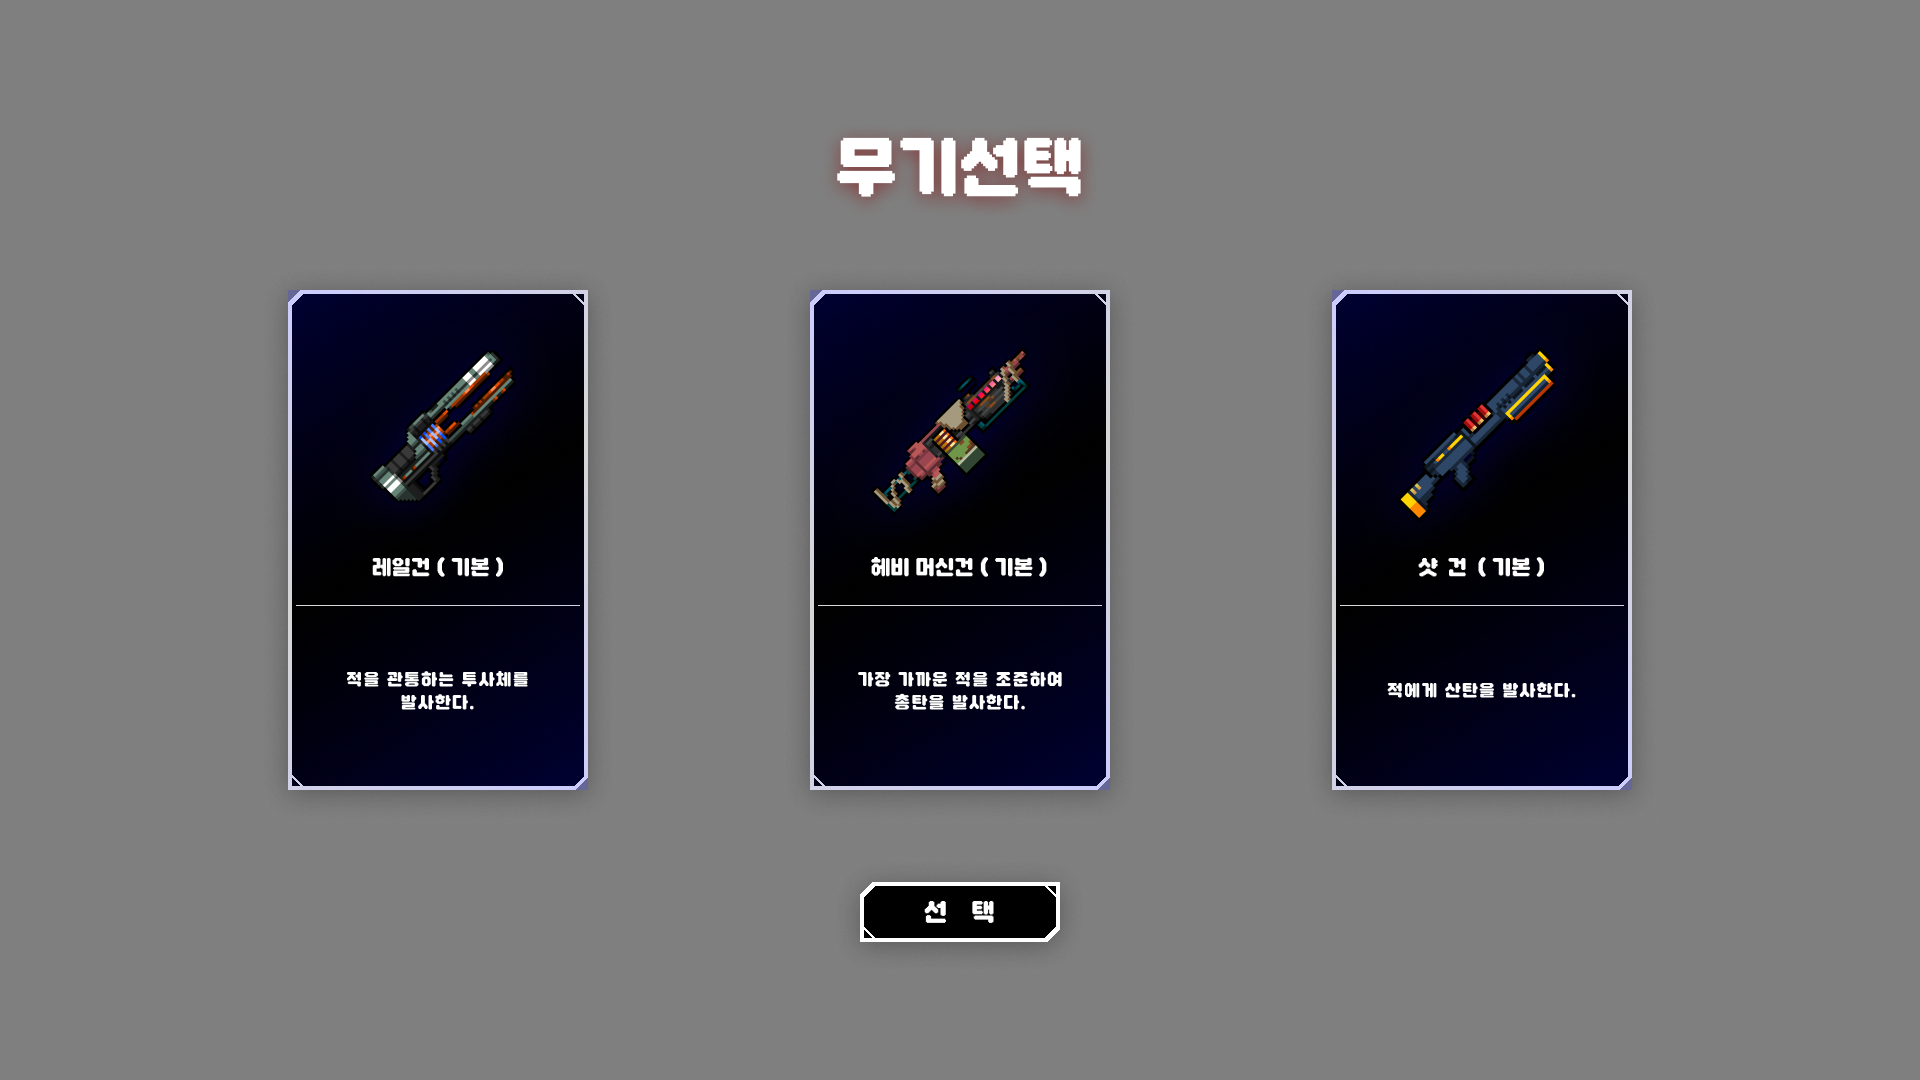 무기선택
레일건 ( 기본 )
적을 관통하는 투사체를
발사한다.
헤비 머신건 ( 기본 )
가장 가까운 적을 조준하여
총탄을 발사한다.
샷 건 ( 기본 )
적에게 산탄을 발사한다.
선 택